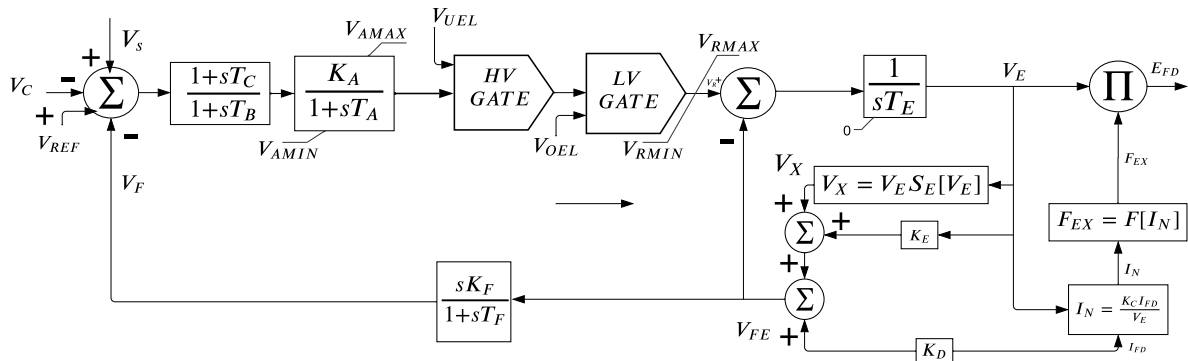 V_S
+
V_C
-
+
V_REF
-
V_F
Σ
1+sT_C
1+sT_B
V_AMAX
K_A
1+sT_A
V_AMIN
V_UEL
HV
GATE
V_OEL
LV
GATE
V_RMAX
V_R
+
V_RMIN
-
Σ
1
sT_E
0
V_E
Π
E_FD
F_EX
F_EX = F[I_N]
I_N
I_N = K_C I_FD / V_E
I_FD
V_X
V_X = V_E S_E[V_E]
+
+
Σ
K_E
+
Σ
+
V_FE
K_D
sK_F
1+sT_F